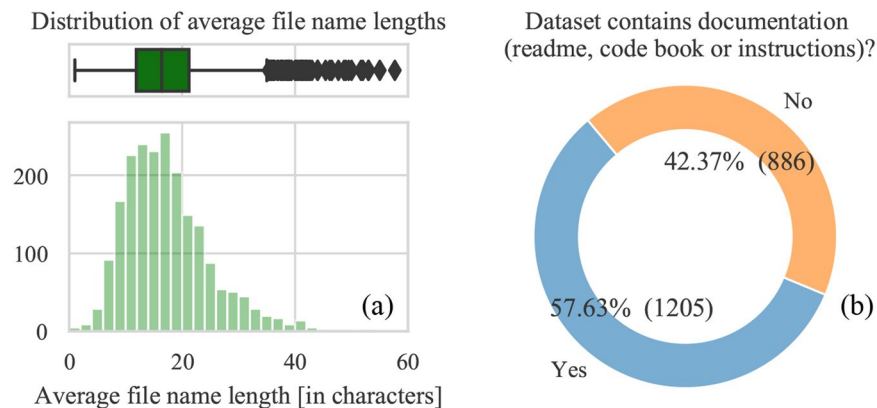 Distribution of average file name lengths
200
100
0
0
20
40
60
(a)
Average file name length [in characters]
Dataset contains documentation
(readme, code book or instructions)?
No
42.37% (886)
57.63% (1205)
Yes
(b)